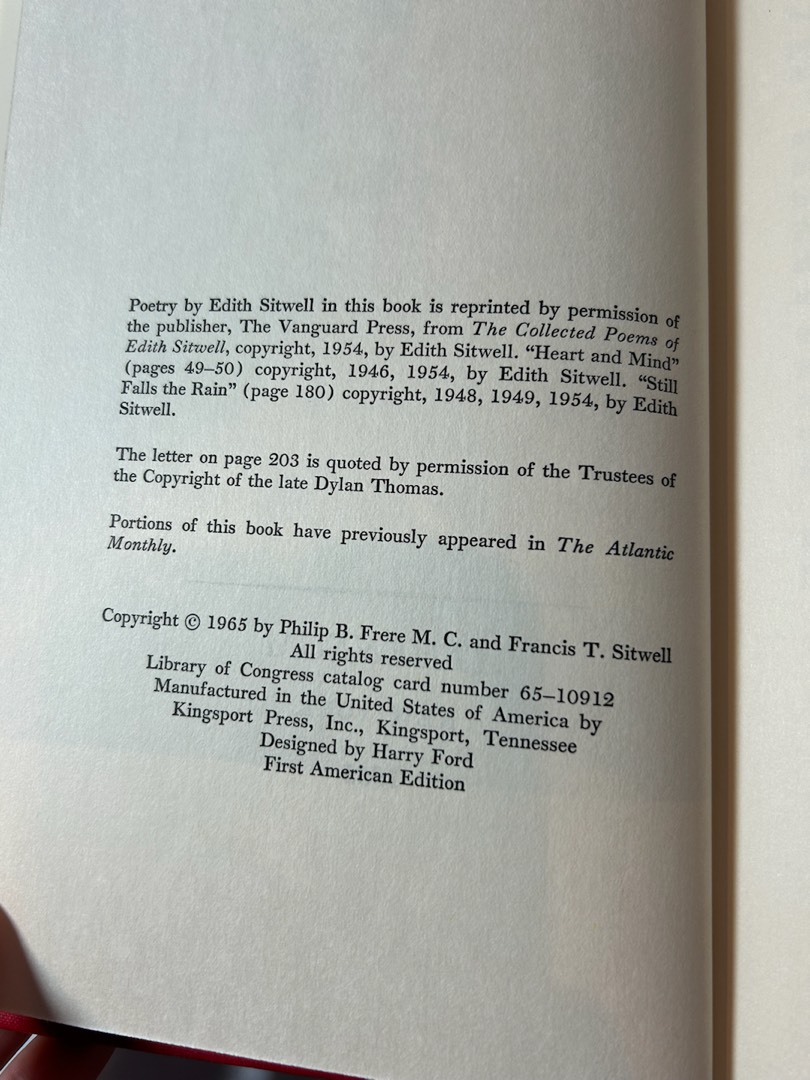 Poetry by Edith Sitwell in this book is reprinted by permission of
the publisher, The Vanguard Press, from The Collected Poems of
Edith Sitwell, copyright, 1954, by Edith Sitwell. “Heart and Mind”
(pages 49–50) copyright, 1946, 1954, by Edith Sitwell. “Still
Falls the Rain” (page 180) copyright, 1948, 1949, 1954, by Edith
Sitwell.
The letter on page 203 is quoted by permission of the Trustees of
the Copyright of the late Dylan Thomas.
Portions of this book have previously appeared in The Atlantic
Monthly.
Copyright © 1965 by Philip B. Frere M. C. and Francis T. Sitwell
All rights reserved
Library of Congress catalog card number 65–10912
Manufactured in the United States of America by
Kingsport Press, Inc., Kingsport, Tennessee
Designed by Harry Ford
First American Edition